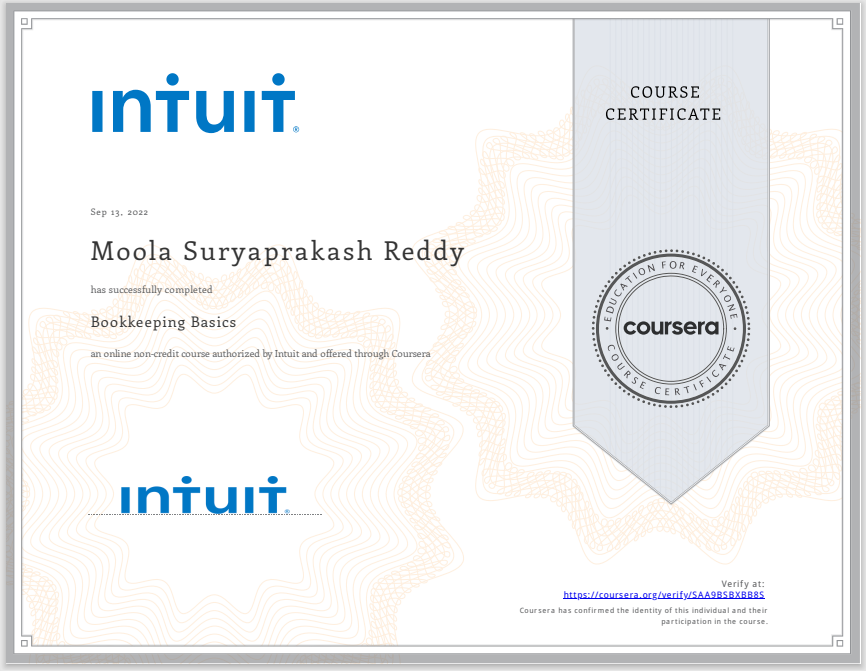 intuit®
COURSE
CERTIFICATE
Sep 13, 2022
Moola Suryaprakash Reddy
has successfully completed
Bookkeeping Basics
an online non-credit course authorized by Intuit and offered through Coursera
EDUCATION FOR EVERYONE
coursera
COURSE CERTIFICATE
intuit®
Verify at:
https://coursera.org/verify/SAA9BSBXBB8S
Coursera has confirmed the identity of this individual and their
participation in the course.